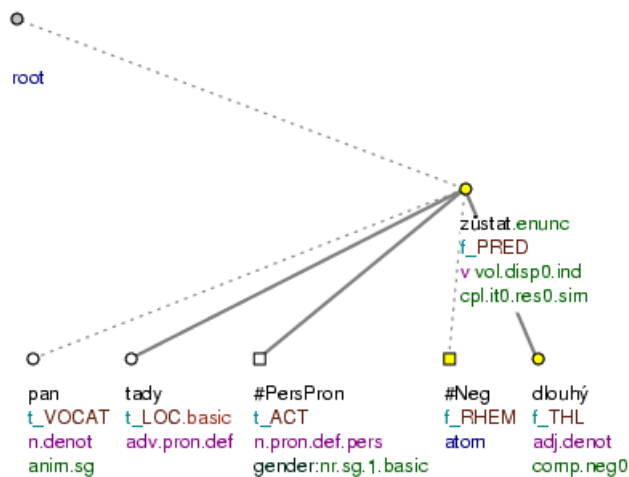 root
zůstat.enunc
f_PRED
v vol.disp0.ind
cpl.it0.res0.sim
pan
t_VOCAT
n.denot
anim.sg
tady
t_LOC.basic
adv.pron.def
#PersPron
t_ACT
n.pron.def.pers
gender:nr.sg.1.basic
#Neg
f_RHEM
atom
dlouhý
f_THL
adj.denot
comp.neg0